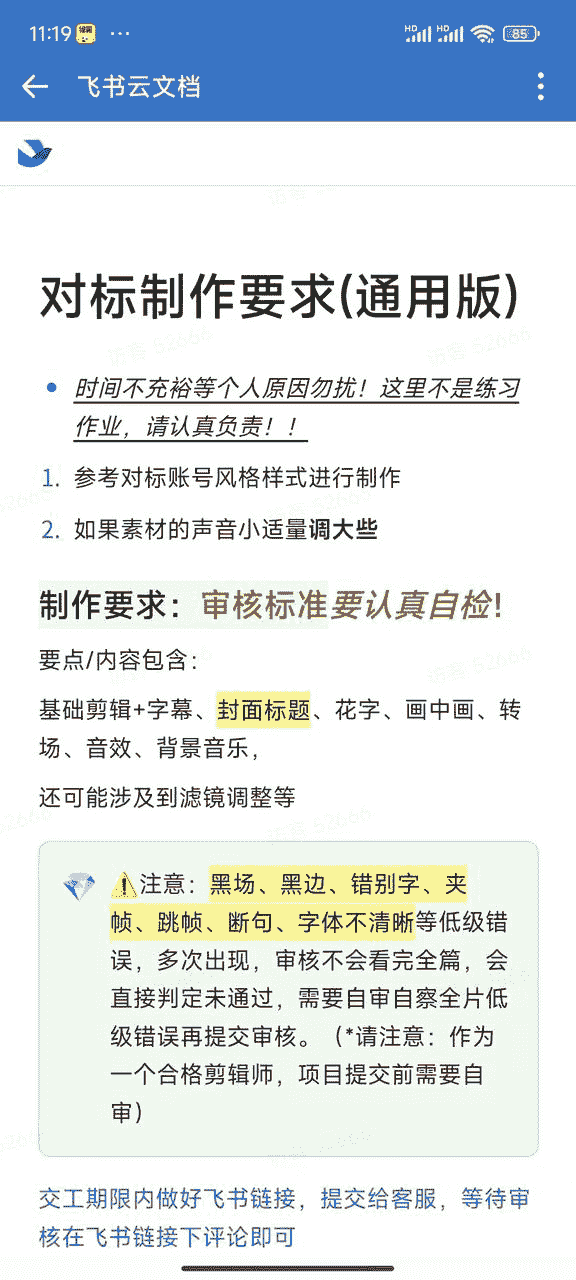 11:19 ...
HD HD 85
飞书云文档
对标制作要求(通用版)
时间不充裕等个人原因勿扰！这里不是练习
作业，请认真负责！！
1. 参考对标账号风格样式进行制作
2. 如果素材的声音小适量调大些
制作要求：审核标准要认真自检！
要点/内容包含：
基础剪辑+字幕、封面标题、花字、画中画、转
场、音效、背景音乐，
还可能涉及到滤镜调整等
注意：黑场、黑边、错别字、夹
帧、跳帧、断句、字体不清晰等低级错
误，多次出现，审核不会看完全篇，会
直接判定未通过，需要自审自察全片低
级错误再提交审核。（*请注意：作为
一个合格剪辑师，项目提交前需要自
审）
交工期限内做好飞书链接，提交给客服，等待审
核在飞书链接下评论即可
访客 52666